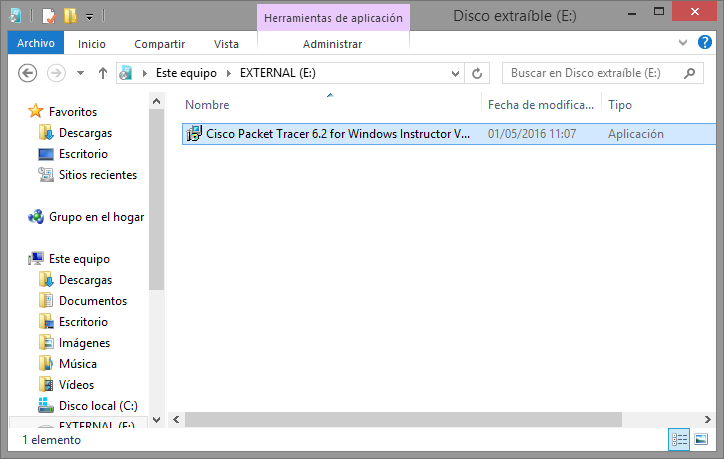 Herramientas de aplicación
Disco extraíble (E:)
Archivo
Inicio
Compartir
Vista
Administrar
Este equipo
EXTERNAL (E:)
Buscar en Disco extraíble (E:)
Nombre
Fecha de modifica...
Tipo
Cisco Packet Tracer 6.2 for Windows Instructor V...
01/05/2016 11:07
Aplicación
Favoritos
Descargas
Escritorio
Sitios recientes
Grupo en el hogar
Este equipo
Descargas
Documentos
Escritorio
Imágenes
Música
Vídeos
Disco local (C:)
EXTERNAL (E:)
1 elemento